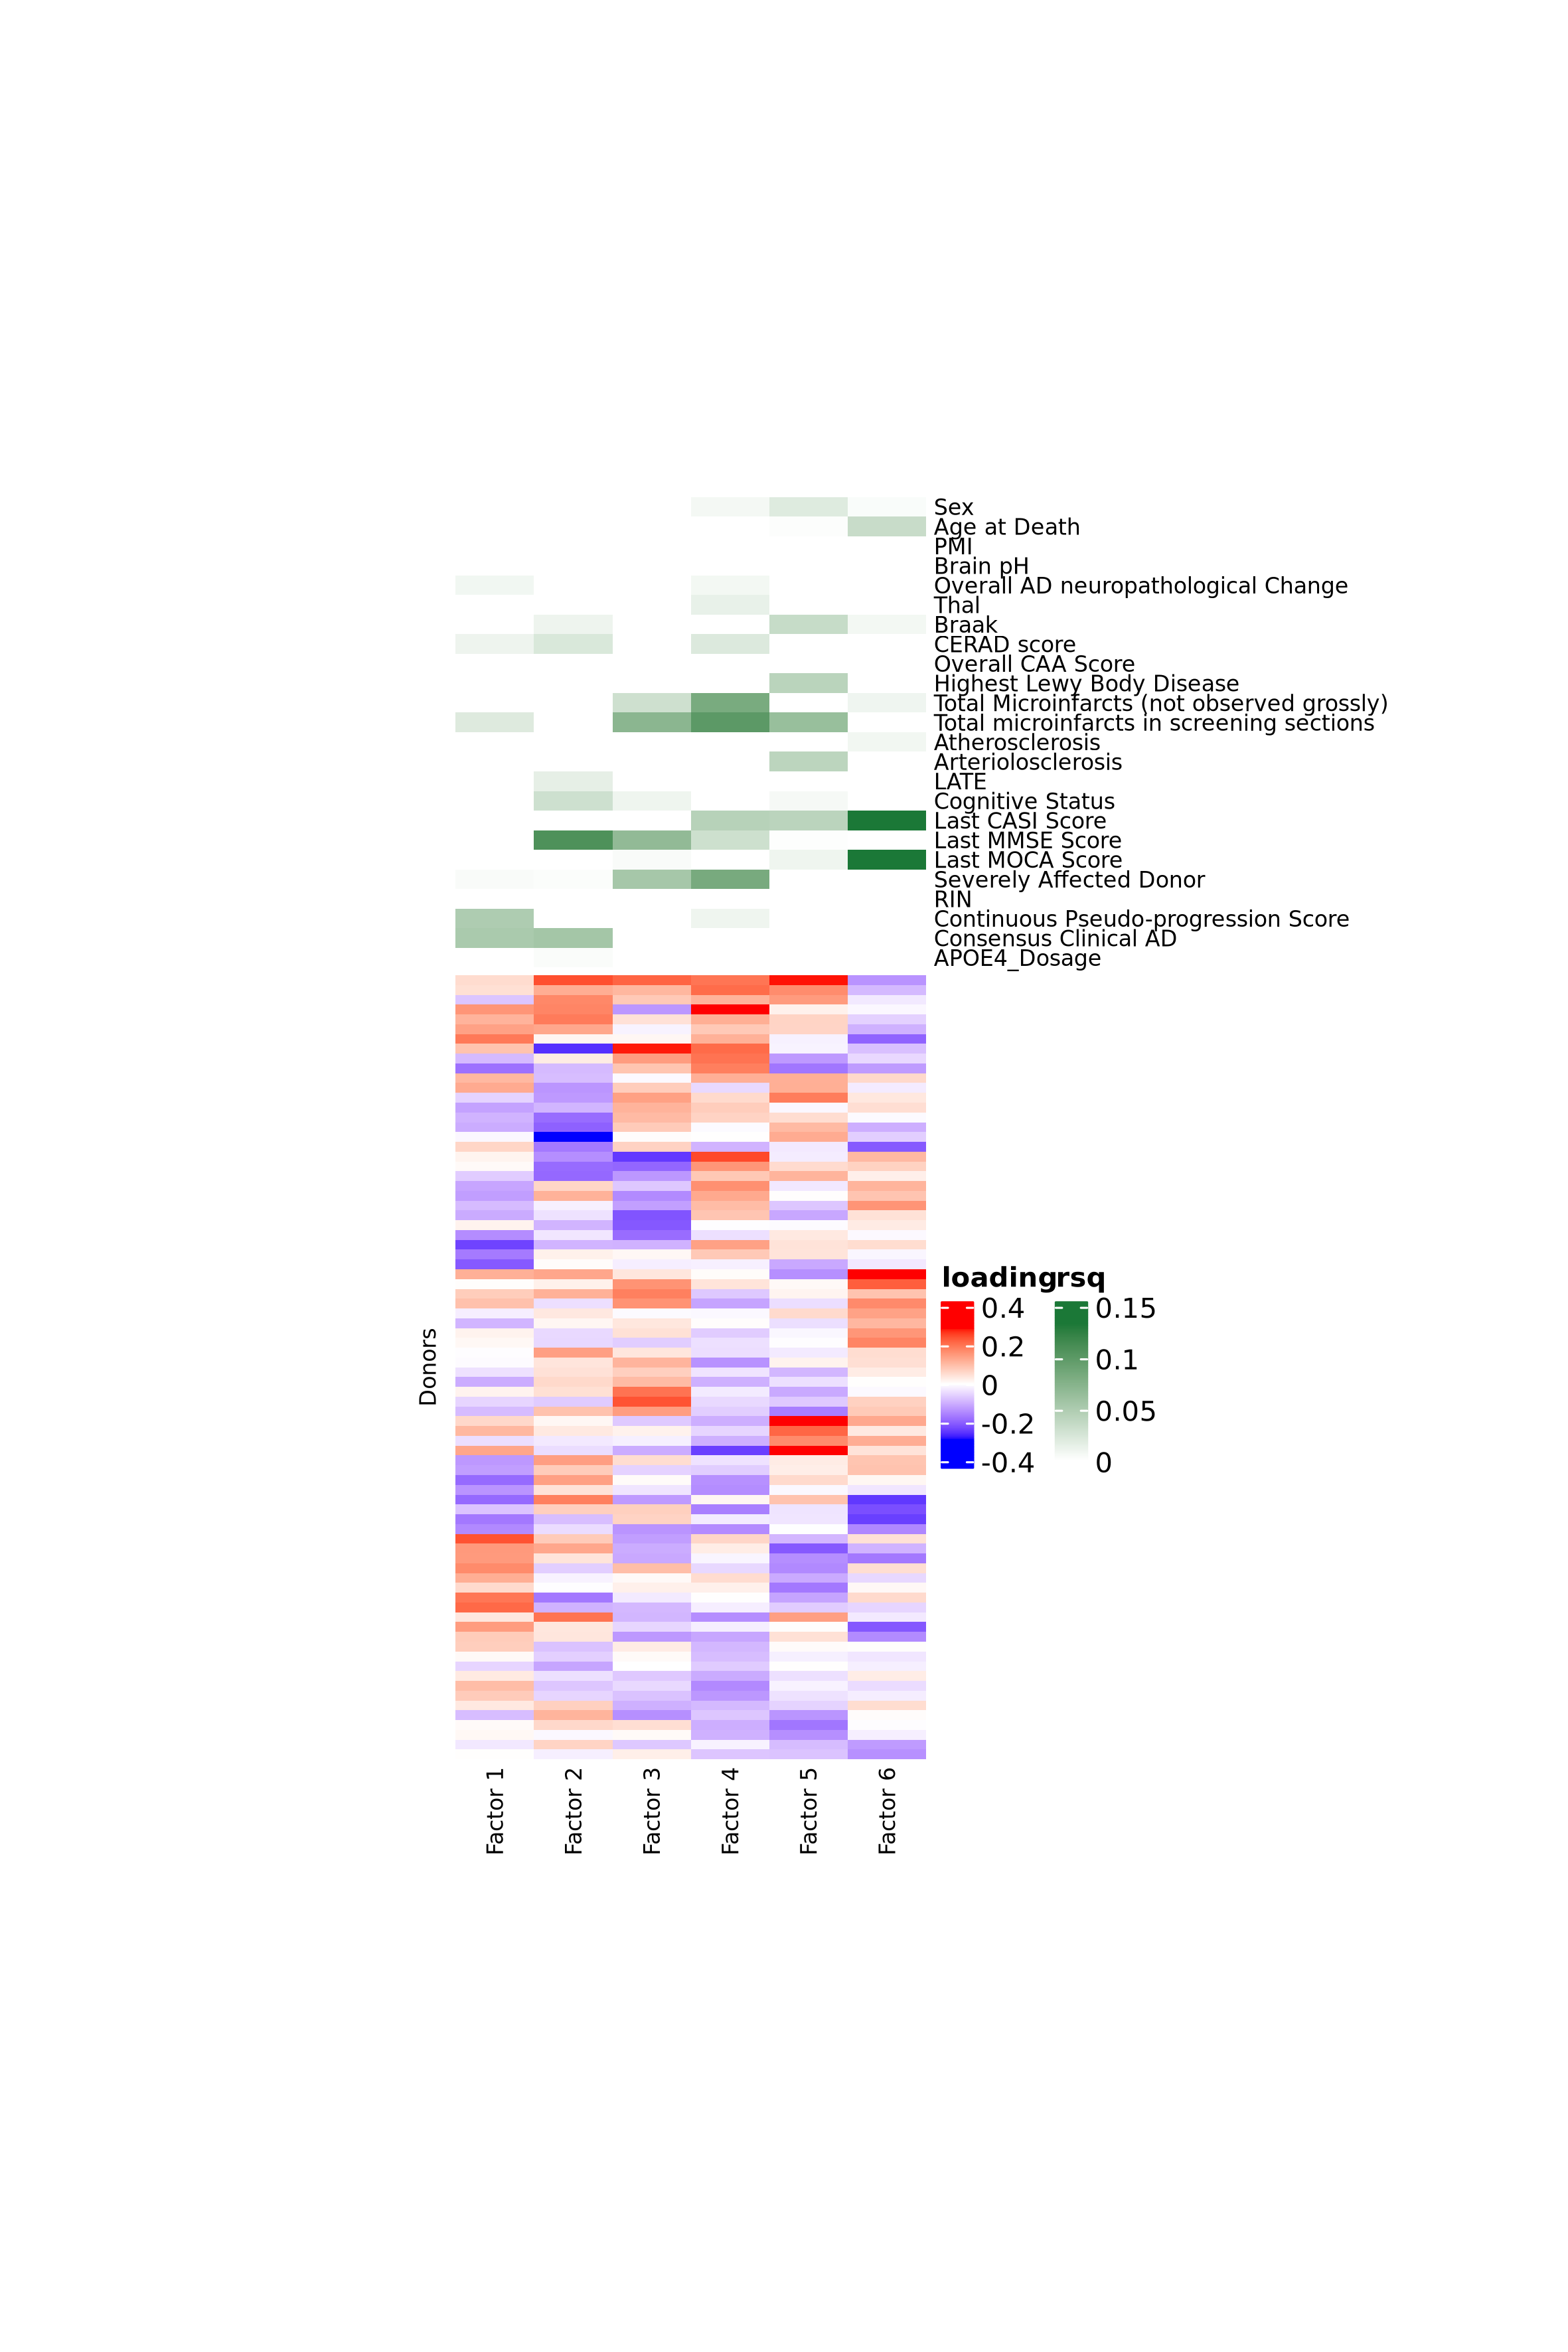 Sex
Age at Death
PMI
Brain pH
Overall AD neuropathological Change
Thal
Braak
CERAD score
Overall CAA Score
Highest Lewy Body Disease
Total Microinfarcts (not observed grossly)
Total microinfarcts in screening sections
Atherosclerosis
Arteriolosclerosis
LATE
Cognitive Status
Last CASI Score
Last MMSE Score
Last MOCA Score
Severely Affected Donor
RIN
Continuous Pseudo-progression Score
Consensus Clinical AD
APOE4_Dosage
Donors
loading
0.4
0.2
0
-0.2
-0.4
rsq
0.15
0.1
0.05
0
Factor 1
Factor 2
Factor 3
Factor 4
Factor 5
Factor 6